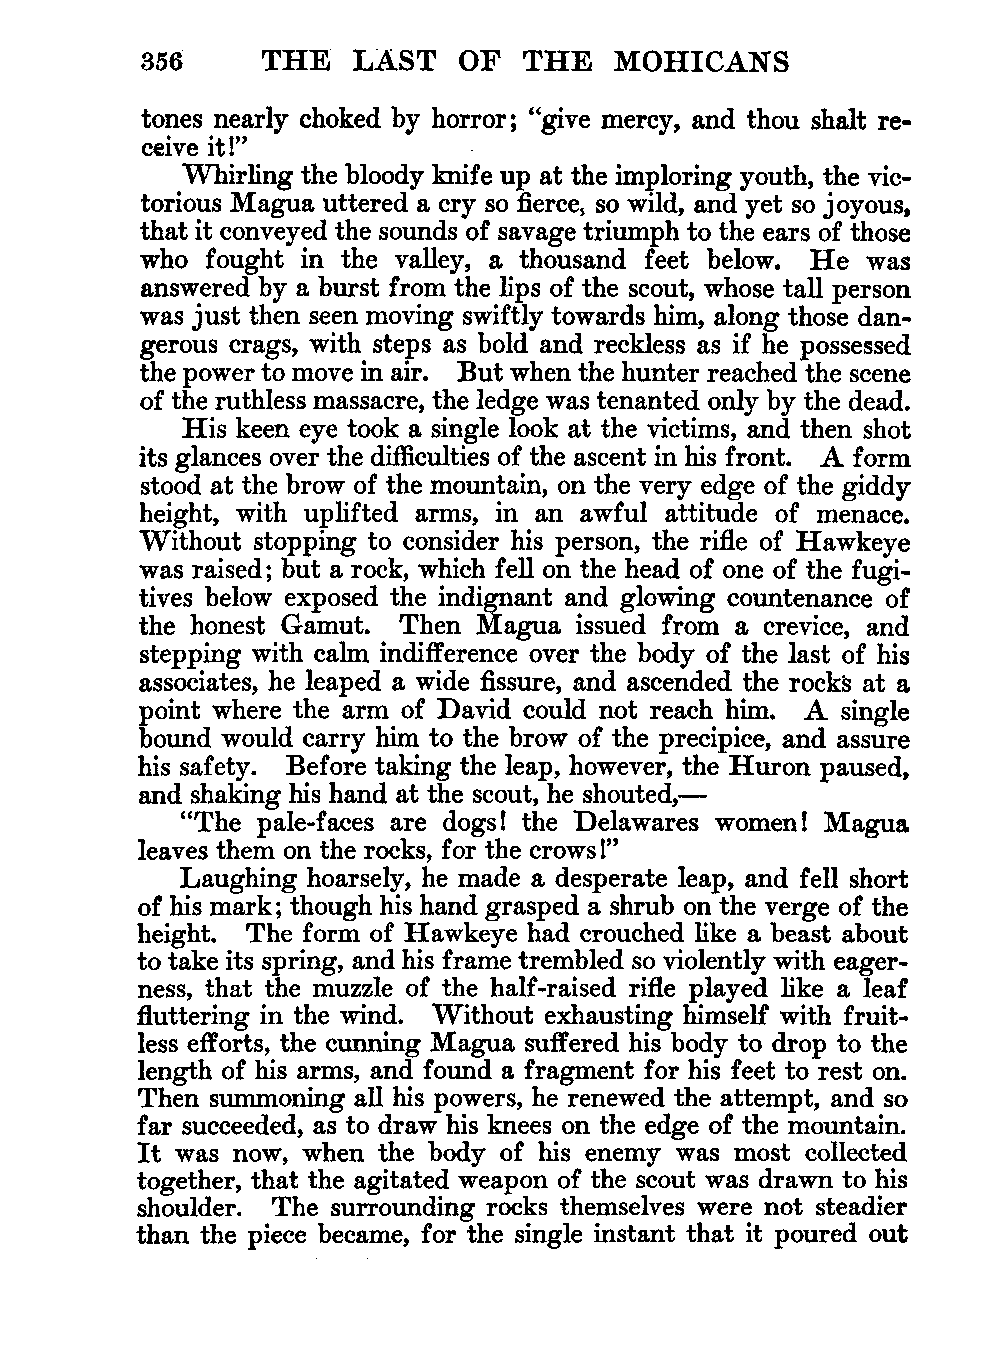 356 THE LAST OF THE MOHICANS
tones nearly choked by horror; “give mercy, and thou shalt re-
ceive it!”
Whirling the bloody knife up at the imploring youth, the vic-
torious Magua uttered a cry so fierce, so wild, and yet so joyous,
that it conveyed the sounds of savage triumph to the ears of those
who fought in the valley, a thousand feet below. He was
answered by a burst from the lips of the scout, whose tall person
was just then seen moving swiftly towards him, along those dan-
gerous crags, with steps as bold and reckless as if he possessed
the power to move in air. But when the hunter reached the scene
of the ruthless massacre, the ledge was tenanted only by the dead.
His keen eye took a single look at the victims, and then shot
its glances over the difficulties of the ascent in his front. A form
stood at the brow of the mountain, on the very edge of the giddy
height, with uplifted arms, in an awful attitude of menace.
Without stopping to consider his person, the rifle of Hawkeye
was raised; but a rock, which fell on the head of one of the fugi-
tives below exposed the indignant and glowing countenance of
the honest Gamut. Then Magua issued from a crevice, and
stepping with calm indifference over the body of the last of his
associates, he leaped a wide fissure, and ascended the rocks at a
point where the arm of David could not reach him. A single
bound would carry him to the brow of the precipice, and assure
his safety. Before taking the leap, however, the Huron paused,
and shaking his hand at the scout, he shouted,—
“The pale-faces are dogs! the Delawares women! Magua
leaves them on the rocks, for the crows!”
Laughing hoarsely, he made a desperate leap, and fell short
of his mark; though his hand grasped a shrub on the verge of the
height. The form of Hawkeye had crouched like a beast about
to take its spring, and his frame trembled so violently with eager-
ness, that the muzzle of the half-raised rifle played like a leaf
fluttering in the wind. Without exhausting himself with fruit-
less efforts, the cunning Magua suffered his body to drop to the
length of his arms, and found a fragment for his feet to rest on.
Then summoning all his powers, he renewed the attempt, and so
far succeeded, as to draw his knees on the edge of the mountain.
It was now, when the body of his enemy was most collected
together, that the agitated weapon of the scout was drawn to his
shoulder. The surrounding rocks themselves were not steadier
than the piece became, for the single instant that it poured out